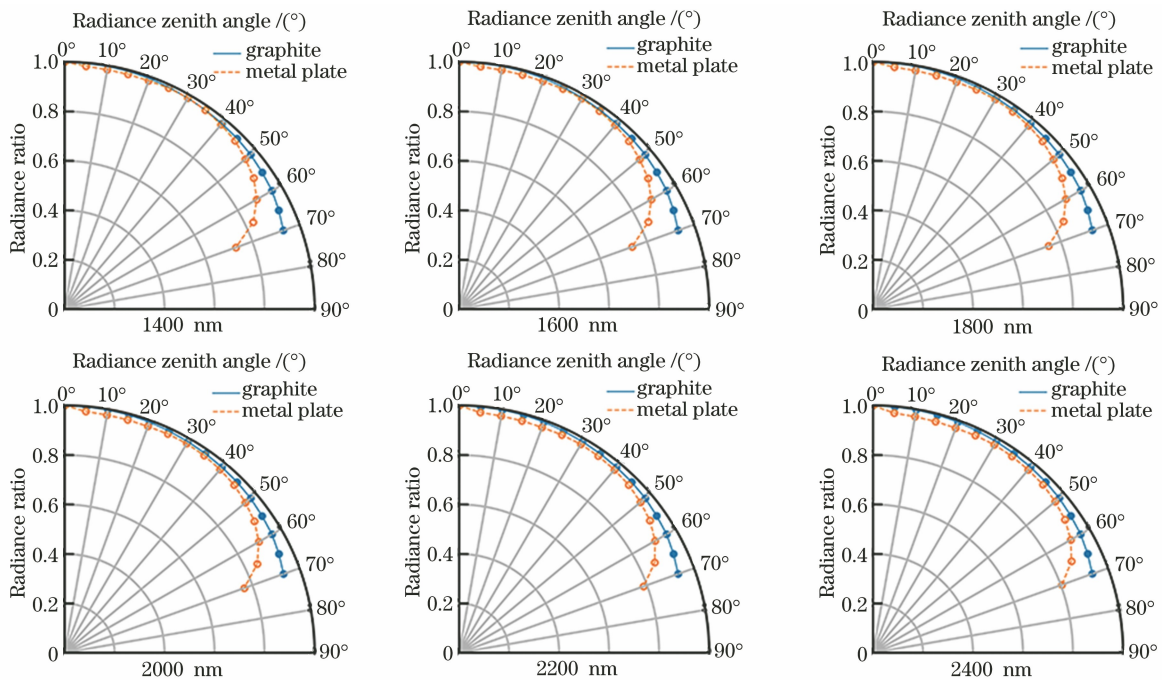 Radiance zenith angle /(°)
0° 10° 20° 30° 40° 50° 60° 70° 80° 90°
graphite
metal plate
1.0
0.8
0.6
0.4
0.2
0
Radiance ratio
1400 nm
Radiance zenith angle /(°)
0° 10° 20° 30° 40° 50° 60° 70° 80° 90°
graphite
metal plate
1.0
0.8
0.6
0.4
0.2
0
Radiance ratio
1600 nm
Radiance zenith angle /(°)
0° 10° 20° 30° 40° 50° 60° 70° 80° 90°
graphite
metal plate
1.0
0.8
0.6
0.4
0.2
0
Radiance ratio
1800 nm
Radiance zenith angle /(°)
0° 10° 20° 30° 40° 50° 60° 70° 80° 90°
graphite
metal plate
1.0
0.8
0.6
0.4
0.2
0
Radiance ratio
2000 nm
Radiance zenith angle /(°)
0° 10° 20° 30° 40° 50° 60° 70° 80° 90°
graphite
metal plate
1.0
0.8
0.6
0.4
0.2
0
Radiance ratio
2200 nm
Radiance zenith angle /(°)
0° 10° 20° 30° 40° 50° 60° 70° 80° 90°
graphite
metal plate
1.0
0.8
0.6
0.4
0.2
0
Radiance ratio
2400 nm